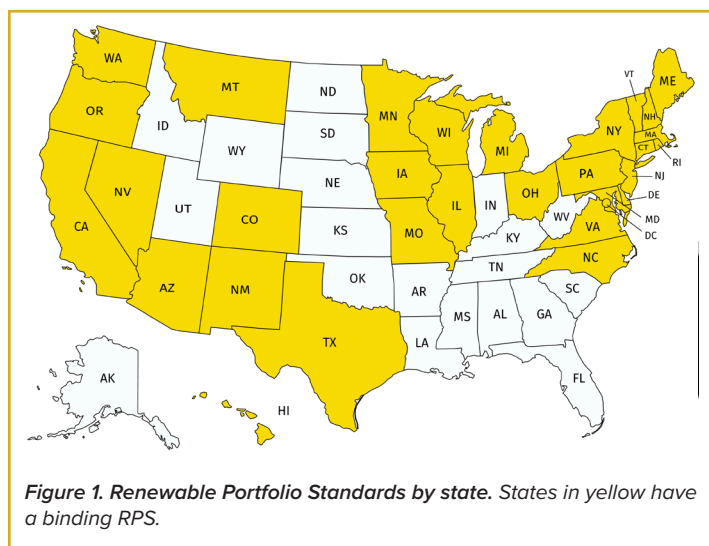 WA
MT
ND
MN
VT
ME
OR
ID
SD
WI
NY
NH
MA
CT
RI
WY
MI
NV
NE
IA
PA
NJ
UT
CO
IL
IN
OH
DE
CA
KS
MO
WV
VA
MD
DC
KY
AZ
NM
OK
TN
NC
AR
SC
TX
MS
AL
GA
LA
AK
HI
FL
Figure 1. Renewable Portfolio Standards by state. States in yellow have
a binding RPS.